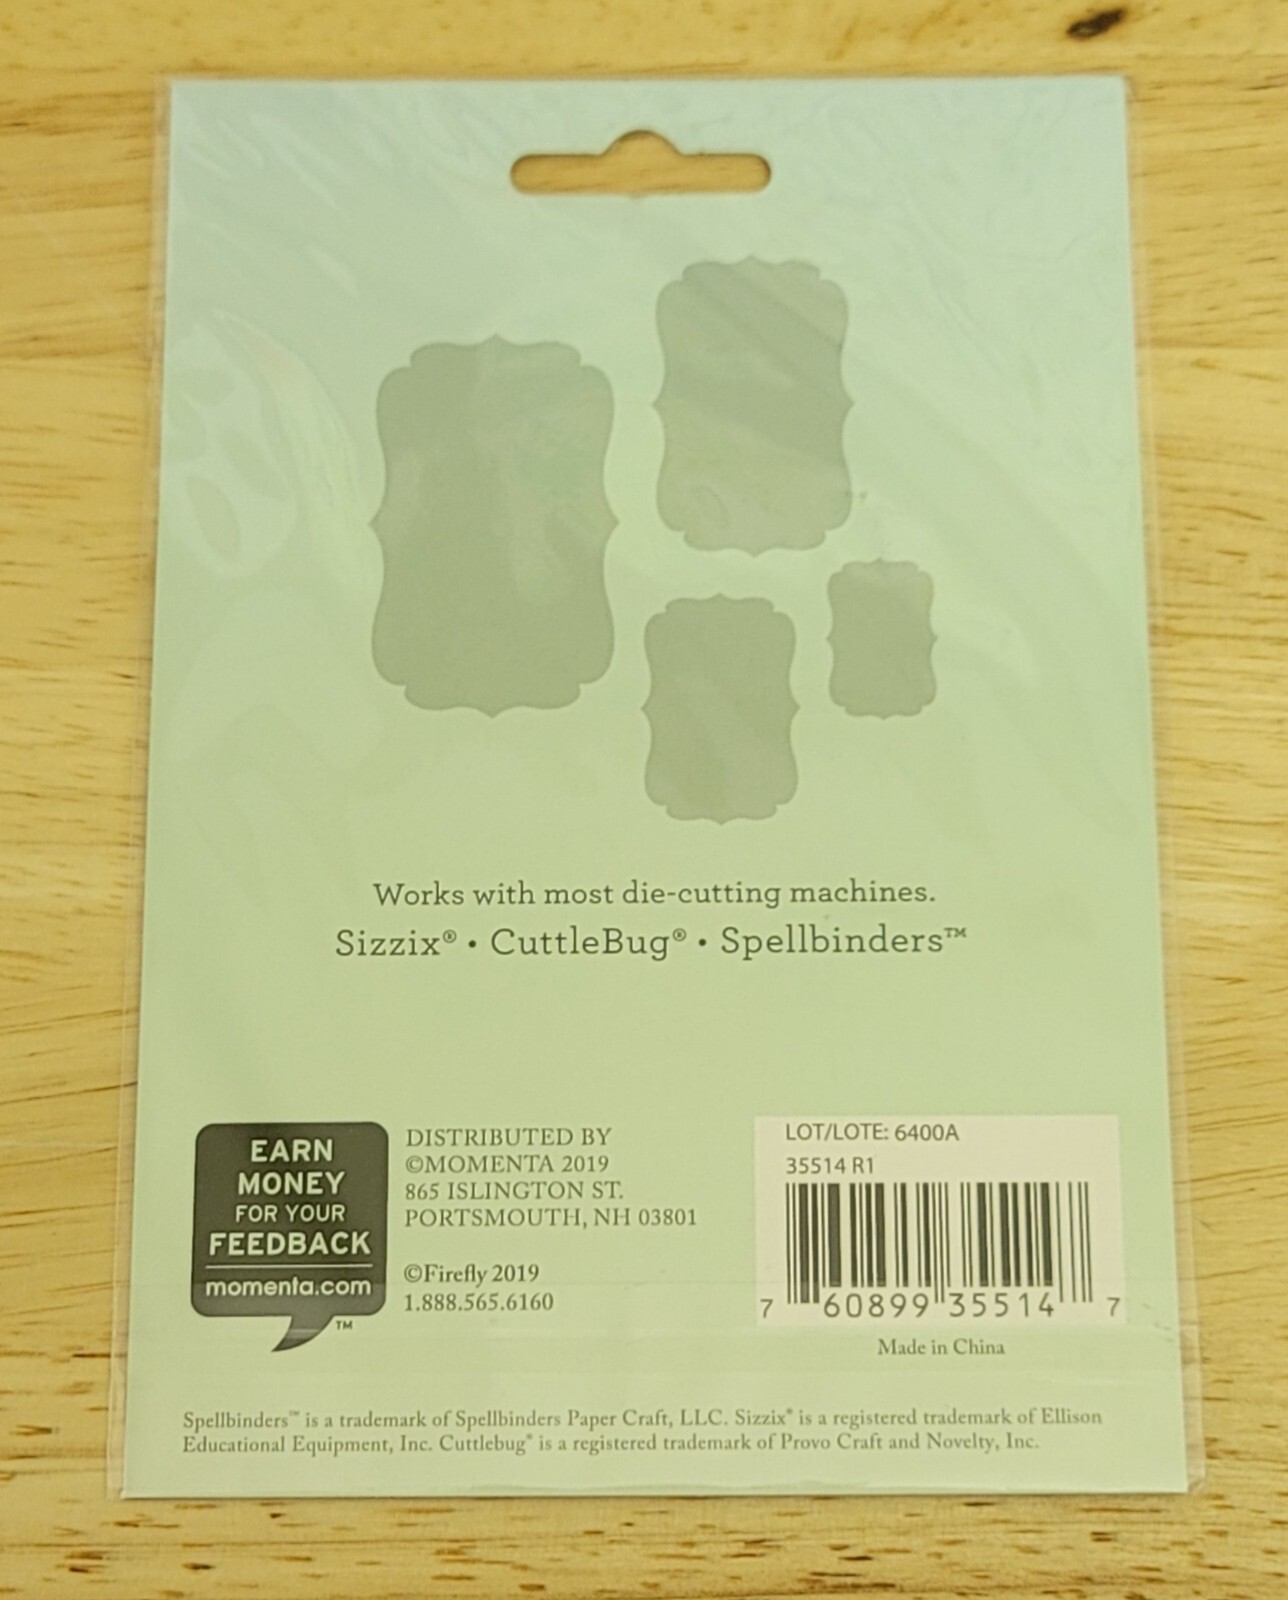 Works with most die-cutting machines.
Sizzix® • CuttleBug® • Spellbinders™
EARN
MONEY
FOR YOUR
FEEDBACK
momenta.com
™
DISTRIBUTED BY
©MOMENTA 2019
865 ISLINGTON ST.
PORTSMOUTH, NH 03801
©Firefly 2019
1.888.565.6160
LOT/LOTE: 6400A
35514 R1
7 60899 35514 7
Made in China
Spellbinders™ is a trademark of Spellbinders Paper Craft, LLC. Sizzix® is a registered trademark of Ellison
Educational Equipment, Inc. Cuttlebug® is a registered trademark of Provo Craft and Novelty, Inc.